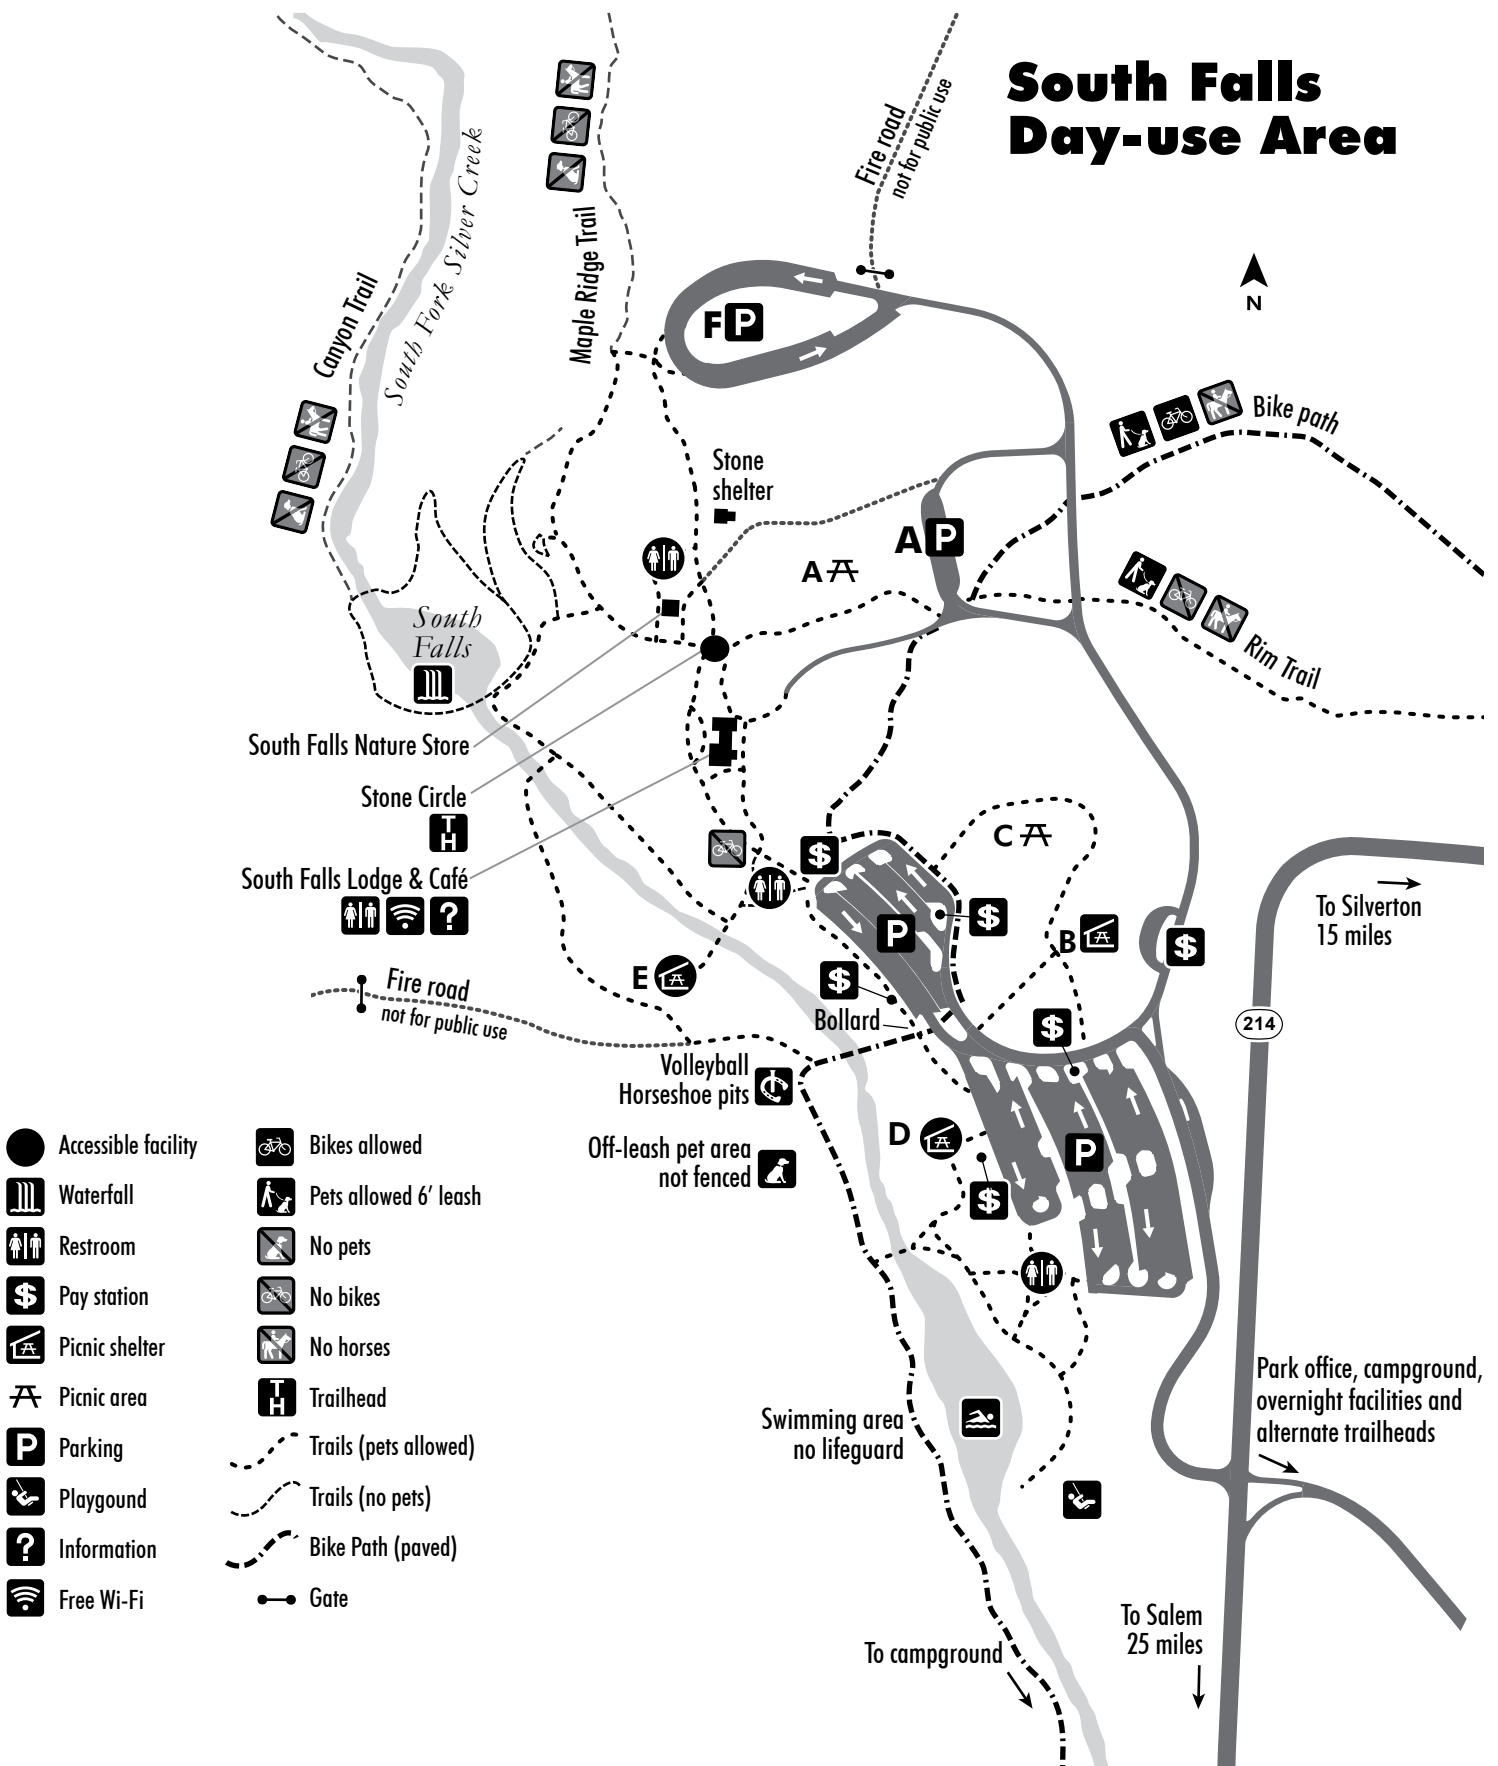 South Falls
Day-use Area
Fire road
not for public use
South Fork Silver Creek
Maple Ridge Trail
Canyon Trail
N
F P
Bike path
Stone
shelter
A P
A
South
Falls
Rim Trail
South Falls Nature Store
Stone Circle
TH
South Falls Lodge & Café
?
$
C
To Silverton
15 miles
P
$
B
$
E
$
Fire road
not for public use
Bollard
$
214
Volleyball
Horseshoe pits
D
P
Off-leash pet area
not fenced
$
Park office, campground,
overnight facilities and
alternate trailheads
Swimming area
no lifeguard
To Salem
25 miles
To campground
Accessible facility
Waterfall
Restroom
$ Pay station
Picnic shelter
Picnic area
P Parking
Playgound
? Information
Free Wi-Fi
Bikes allowed
Pets allowed 6’ leash
No pets
No bikes
No horses
TH Trailhead
Trails (pets allowed)
Trails (no pets)
Bike Path (paved)
Gate